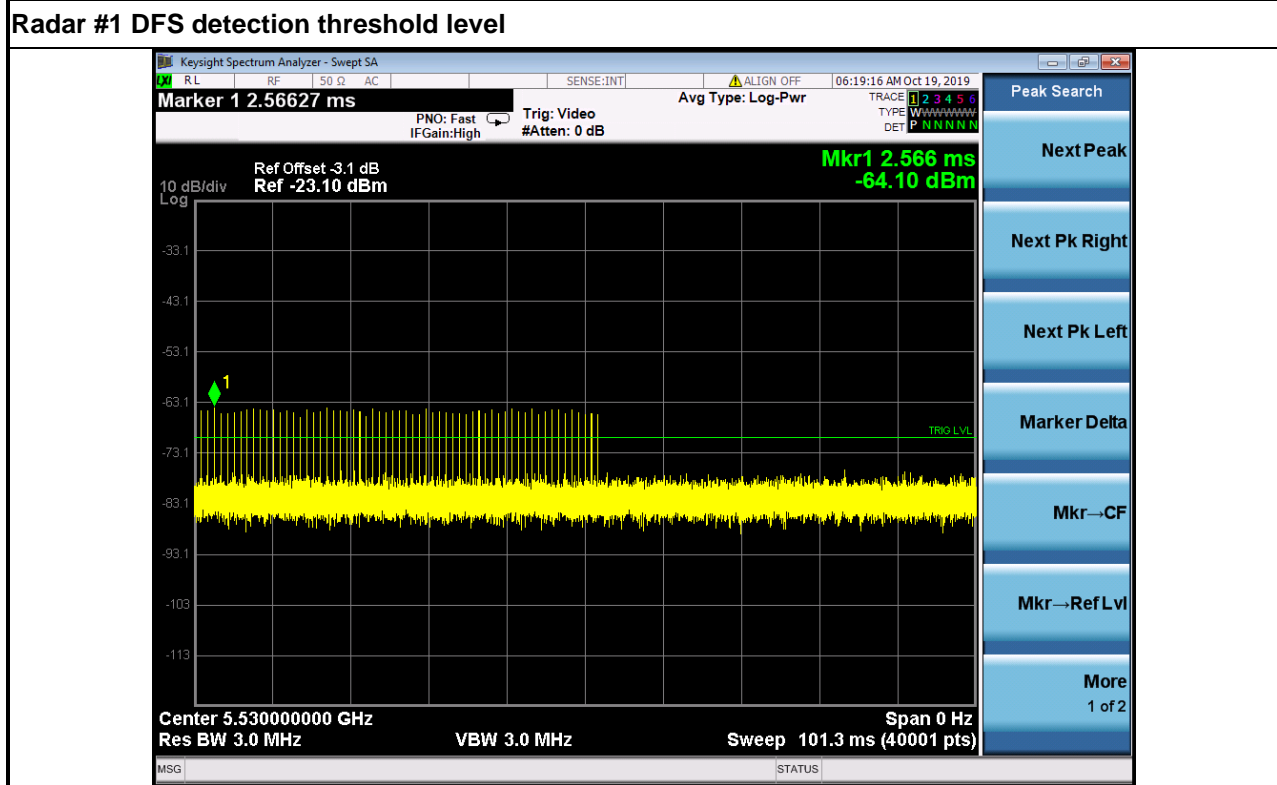 Radar #1 DFS detection threshold level
Keysight Spectrum Analyzer - Swept SA
LXI RL RF 50 Ω AC SENSE:INT ALIGN OFF 06:19:16 AM Oct 19, 2019
Marker 1 2.56627 ms
PNO: Fast
IFGain:High
Trig: Video
#Atten: 0 dB
Avg Type: Log-Pwr
TRACE 1 2 3 4 5 6
TYPE WWWWWW
DET P N N N N N
Peak Search
Ref Offset -3.1 dB
Ref -23.10 dBm
10 dB/div
Log
Mkr1 2.566 ms
-64.10 dBm
-33.1
-43.1
-53.1
-63.1
-73.1
-83.1
-93.1
-103
-113
1
TRIG LVL
Center 5.530000000 GHz
Span 0 Hz
Res BW 3.0 MHz
VBW 3.0 MHz
Sweep 101.3 ms (40001 pts)
MSG
STATUS
Next Peak
Next Pk Right
Next Pk Left
Marker Delta
Mkr→CF
Mkr→Ref Lvl
More
1 of 2